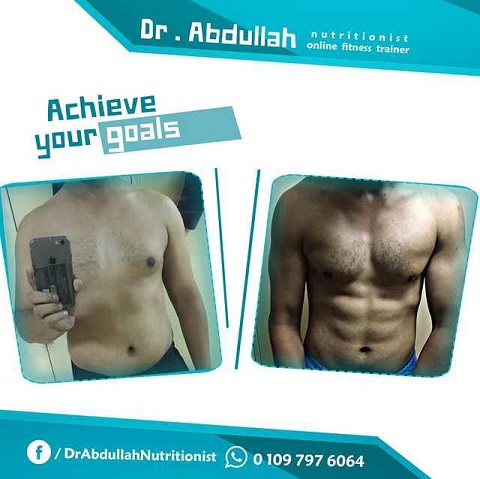 Dr . Abdullah
nutritionist
online fitness trainer
Achieve
your goals
/DrAbdullahNutritionist
0 109 797 6064